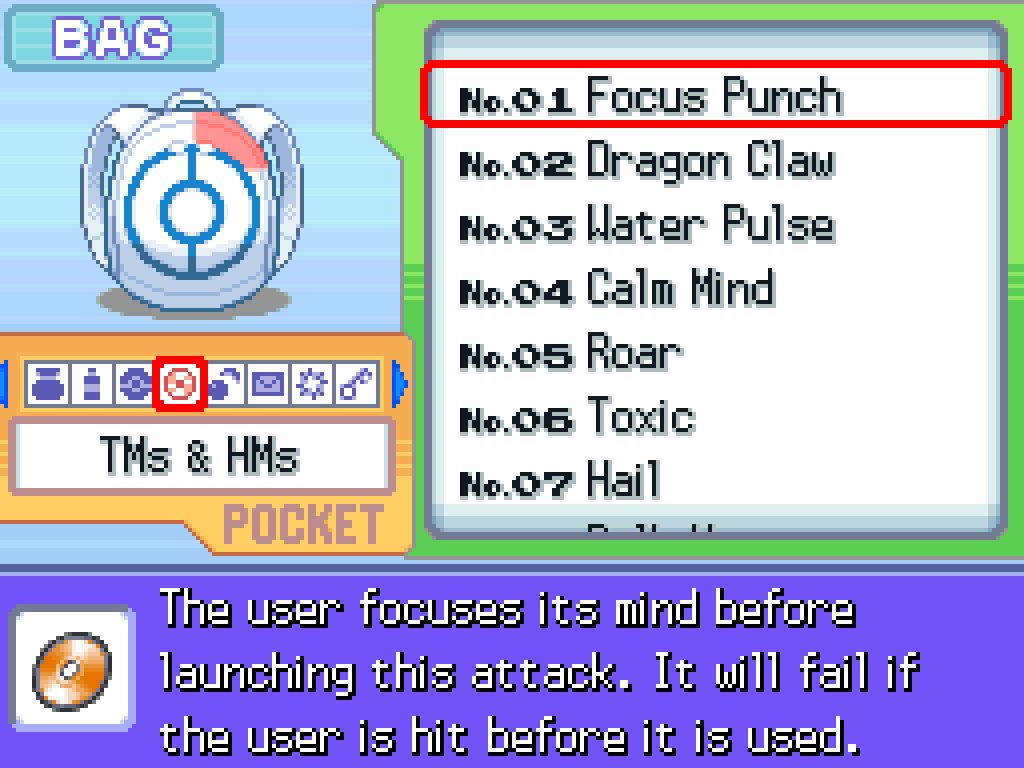 BAG
No.01 Focus Punch
No.02 Dragon Claw
No.03 Water Pulse
No.04 Calm Mind
No.05 Roar
No.06 Toxic
No.07 Hail
TMs & HMs
POCKET
The user focuses its mind before
launching this attack. It will fail if
the user is hit before it is used.